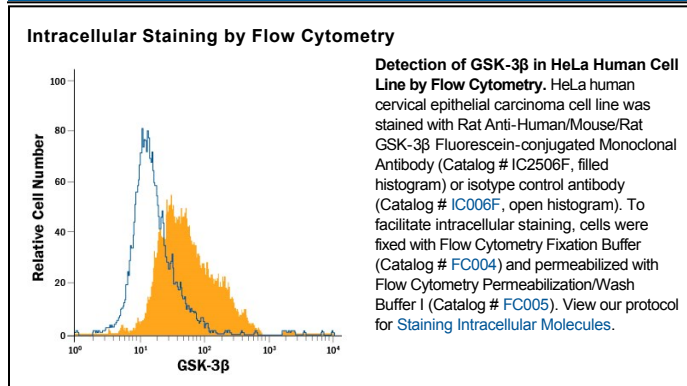 Intracellular Staining by Flow Cytometry
Relative Cell Number
100
80
60
40
20
0
10⁰ 10¹ 10² 10³ 10⁴
GSK-3β
Detection of GSK-3β in HeLa Human Cell
Line by Flow Cytometry. HeLa human
cervical epithelial carcinoma cell line was
stained with Rat Anti-Human/Mouse/Rat
GSK-3β Fluorescein-conjugated Monoclonal
Antibody (Catalog # IC2506F, filled
histogram) or isotype control antibody
(Catalog # IC006F, open histogram). To
facilitate intracellular staining, cells were
fixed with Flow Cytometry Fixation Buffer
(Catalog # FC004) and permeabilized with
Flow Cytometry Permeabilization/Wash
Buffer I (Catalog # FC005). View our protocol
for Staining Intracellular Molecules.